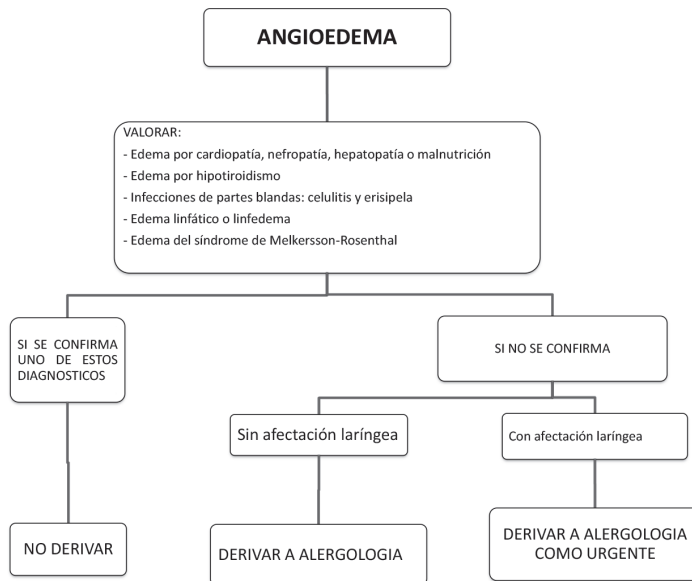 ANGIOEDEMA
VALORAR:
- Edema por cardiopatía, nefropatía, hepatopatía o malnutrición
- Edema por hipotiroidismo
- Infecciones de partes blandas: celulitis y erisipela
- Edema linfático o linfedema
- Edema del síndrome de Melkersson-Rosenthal
SI SE CONFIRMA
UNO DE ESTOS
DIAGNOSTICOS
SI NO SE CONFIRMA
Sin afectación laríngea
Con afectación laríngea
NO DERIVAR
DERIVAR A ALERGOLOGIA
DERIVAR A ALERGOLOGIA
COMO URGENTE